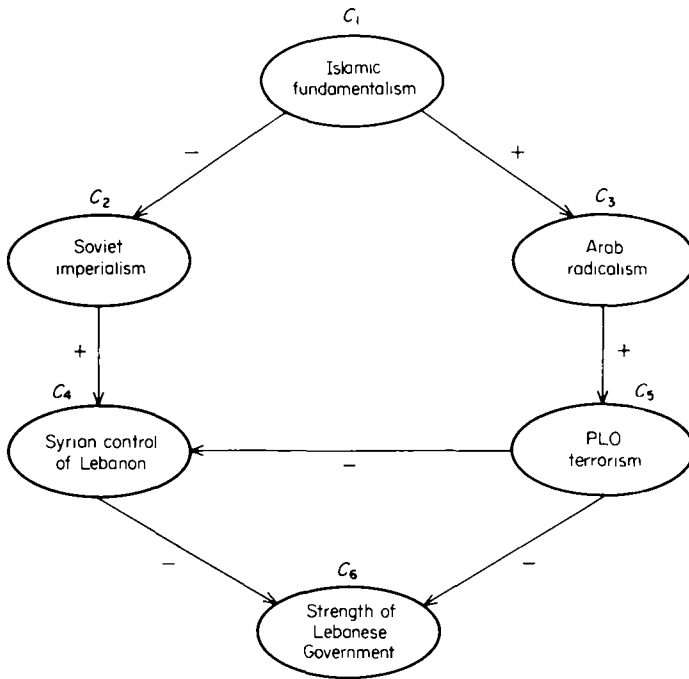 C₁
Islamic
fundamentalism
−
+
C₂
C₃
Soviet
imperialism
Arab
radicalism
+
+
C₄
C₅
Syrian control
of Lebanon
PLO
terrorism
−
−
−
C₆
Strength of
Lebanese
Government